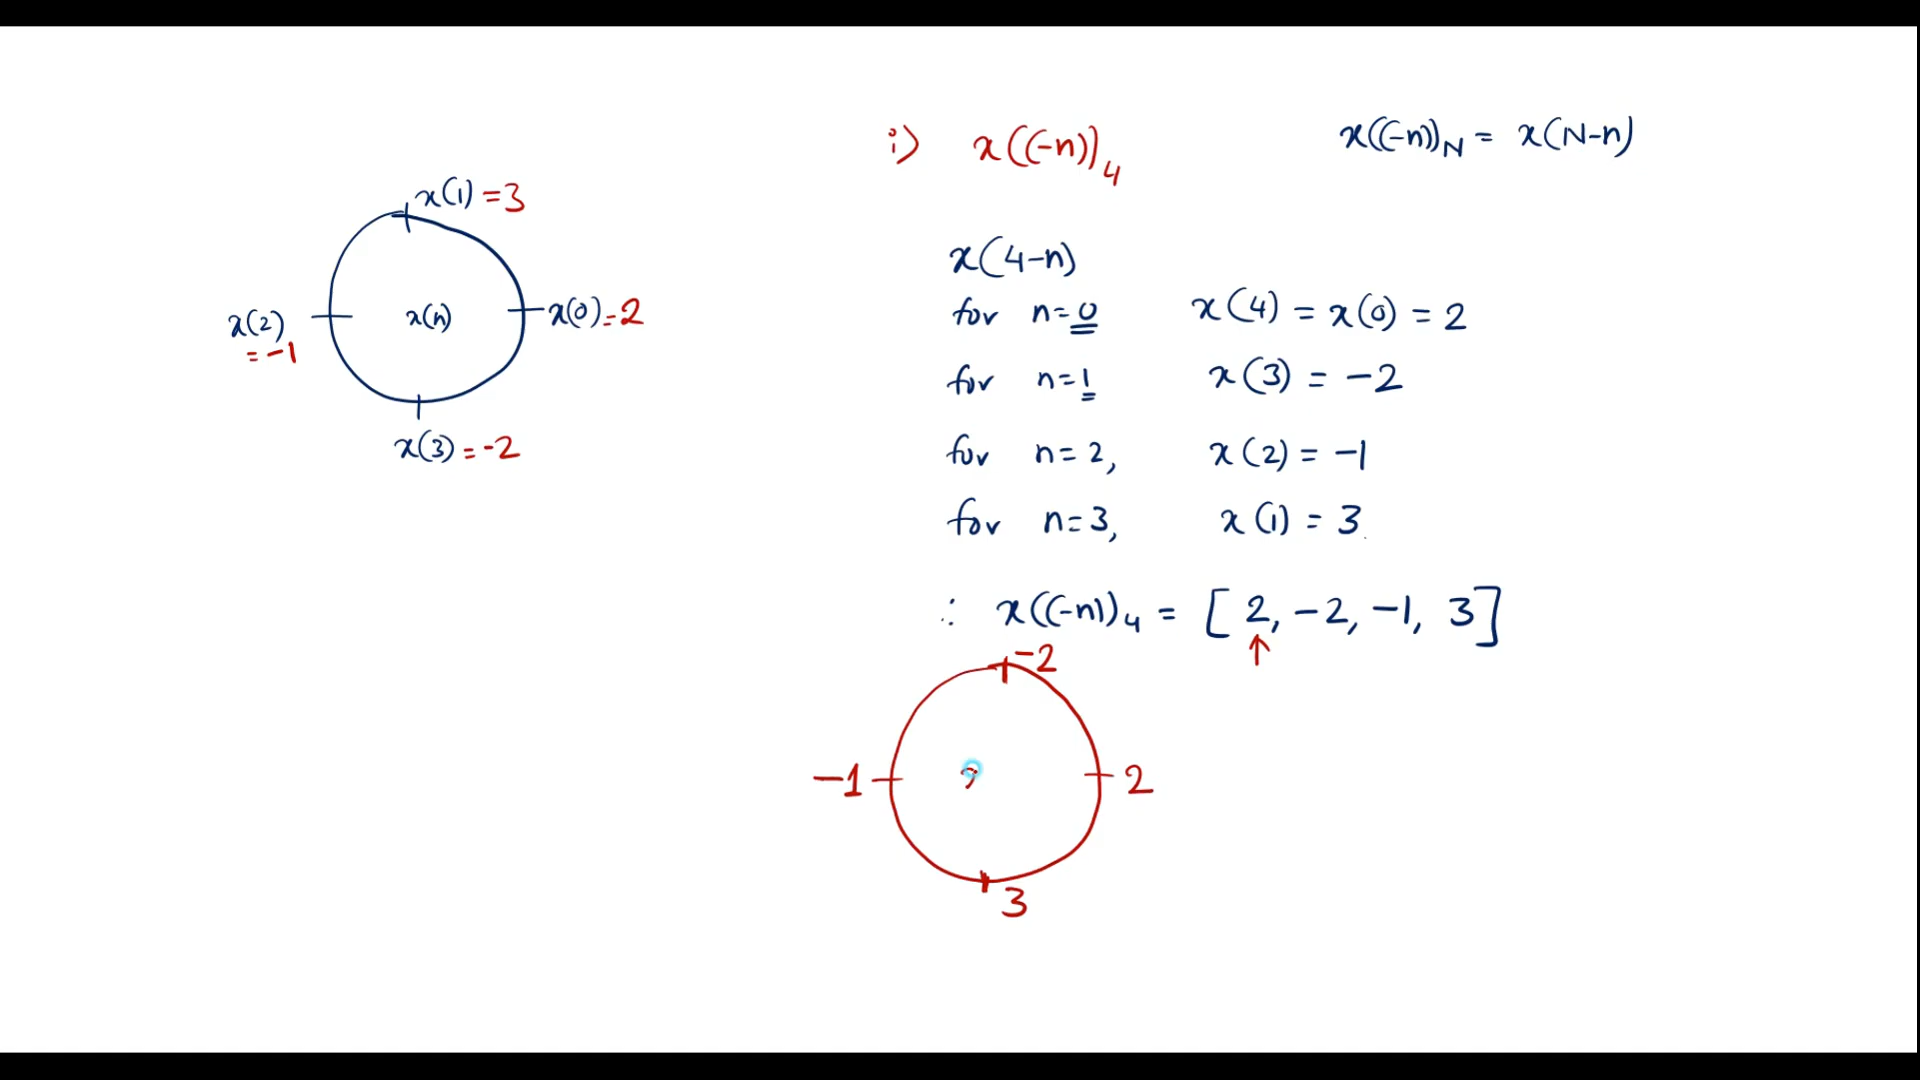 x(1) = 3
x(2) = -1
x(n)
x(0) = 2
x(3) = -2
i) x((-n))4
x((-n))N = x(N-n)
x(4-n)
for n=0 x(4) = x(0) = 2
for n=1 x(3) = -2
for n=2, x(2) = -1
for n=3, x(1) = 3
∴ x((-n))4 = [2, -2, -1, 3]
↑
-2
-1
2
3